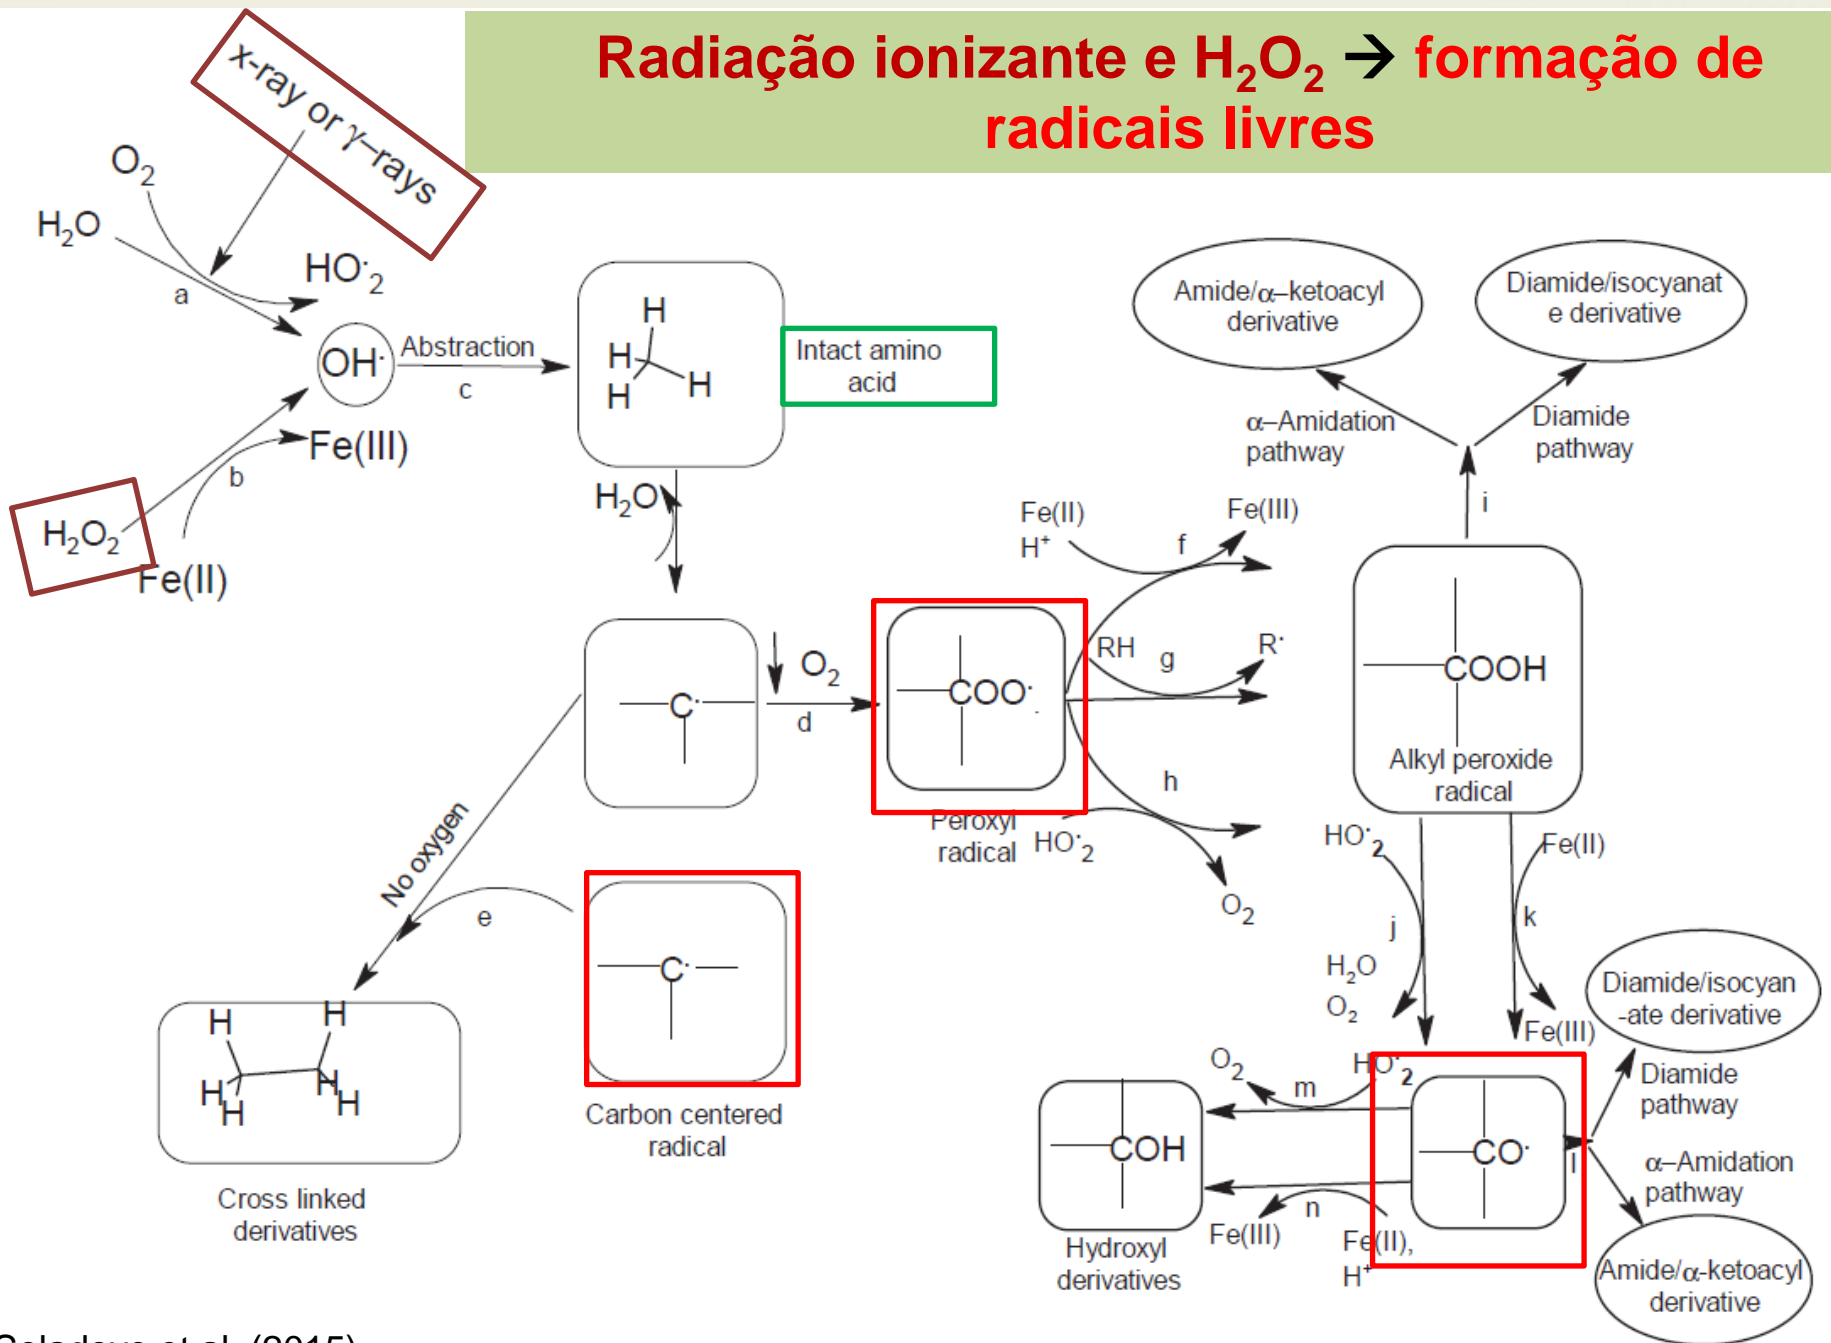 Radiação ionizante e H₂O₂ → formação de
radicais livres
x-ray or γ–rays
O₂
H₂O
HO˙₂
a
OH˙
Abstraction
c
Fe(III)
b
H₂O₂
Fe(II)
H
H
H
H
Intact amino
acid
H₂O
Amide/α–ketoacyl
derivative
Diamide/isocyanat
e derivative
α–Amidation
pathway
Diamide
pathway
i
Fe(II)
H⁺
f
Fe(III)
RH
g
R˙
h
HO˙₂
O₂
C˙
O₂
d
COO˙
Peroxyl
radical
COOH
Alkyl peroxide
radical
No oxygen
e
C˙
Carbon centered
radical
H
H
H
H
H
H
Cross linked
derivatives
HO˙₂
Fe(II)
j
k
H₂O
O₂
Fe(III)
Diamide/isocyan
-ate derivative
Diamide
pathway
O₂
m
HO˙₂
COH
CO˙
l
α–Amidation
pathway
n
Fe(III)
Fe(II),
H⁺
Hydroxyl
derivatives
Amide/α-ketoacyl
derivative
et al. (2015)